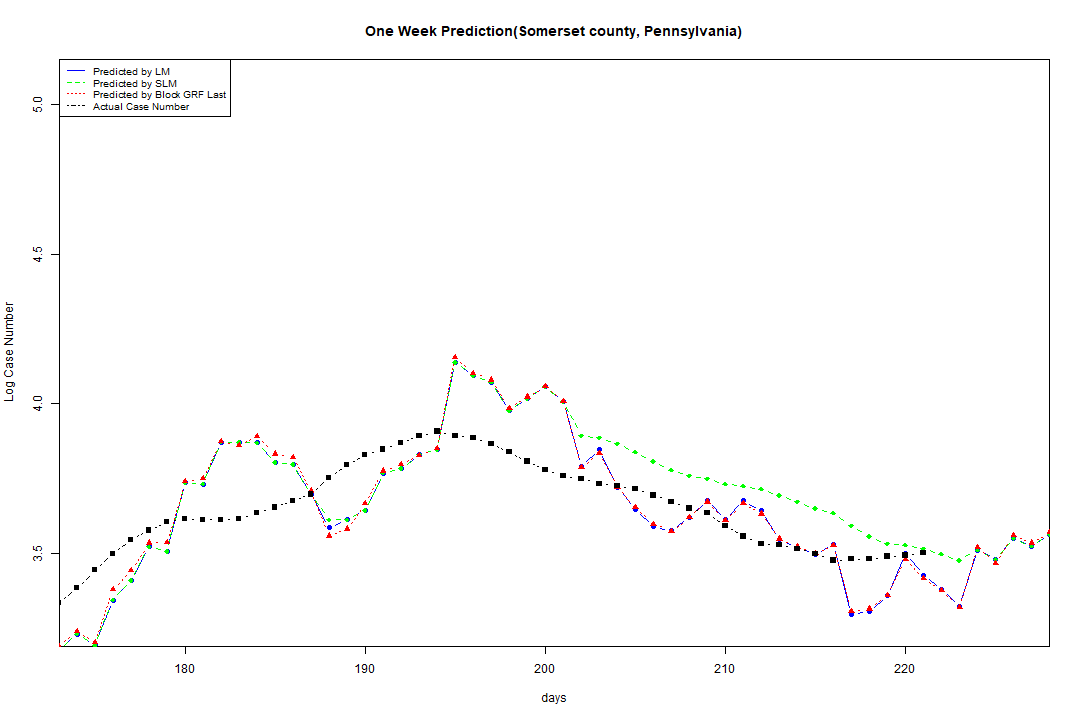 One Week Prediction(Somerset county, Pennsylvania)
Predicted by LM
Predicted by SLM
Predicted by Block GRF Last
Actual Case Number
5.0
4.5
4.0
3.5
Log Case Number
180 190 200 210 220
days